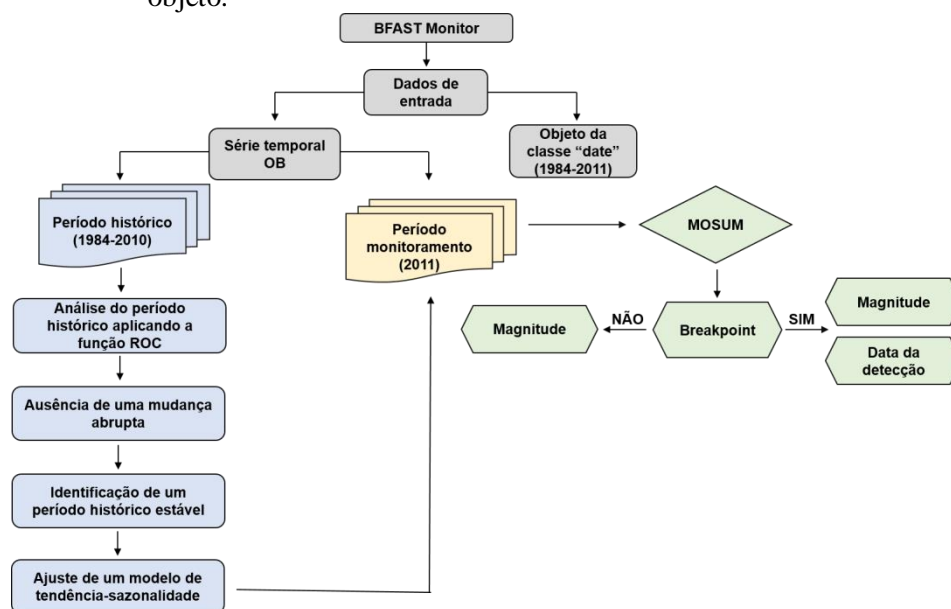 objeto.
BFAST Monitor
Dados de
entrada
Série temporal
OB
Objeto da
classe “date”
(1984-2011)
Período histórico
(1984-2010)
Período
monitoramento
(2011)
MOSUM
Análise do período
histórico aplicando a
função ROC
Magnitude
NÃO
Breakpoint
SIM
Magnitude
Data da
detecção
Ausência de uma mudança
abrupta
Identificação de um
período histórico estável
Ajuste de um modelo de
tendência-sazonalidade